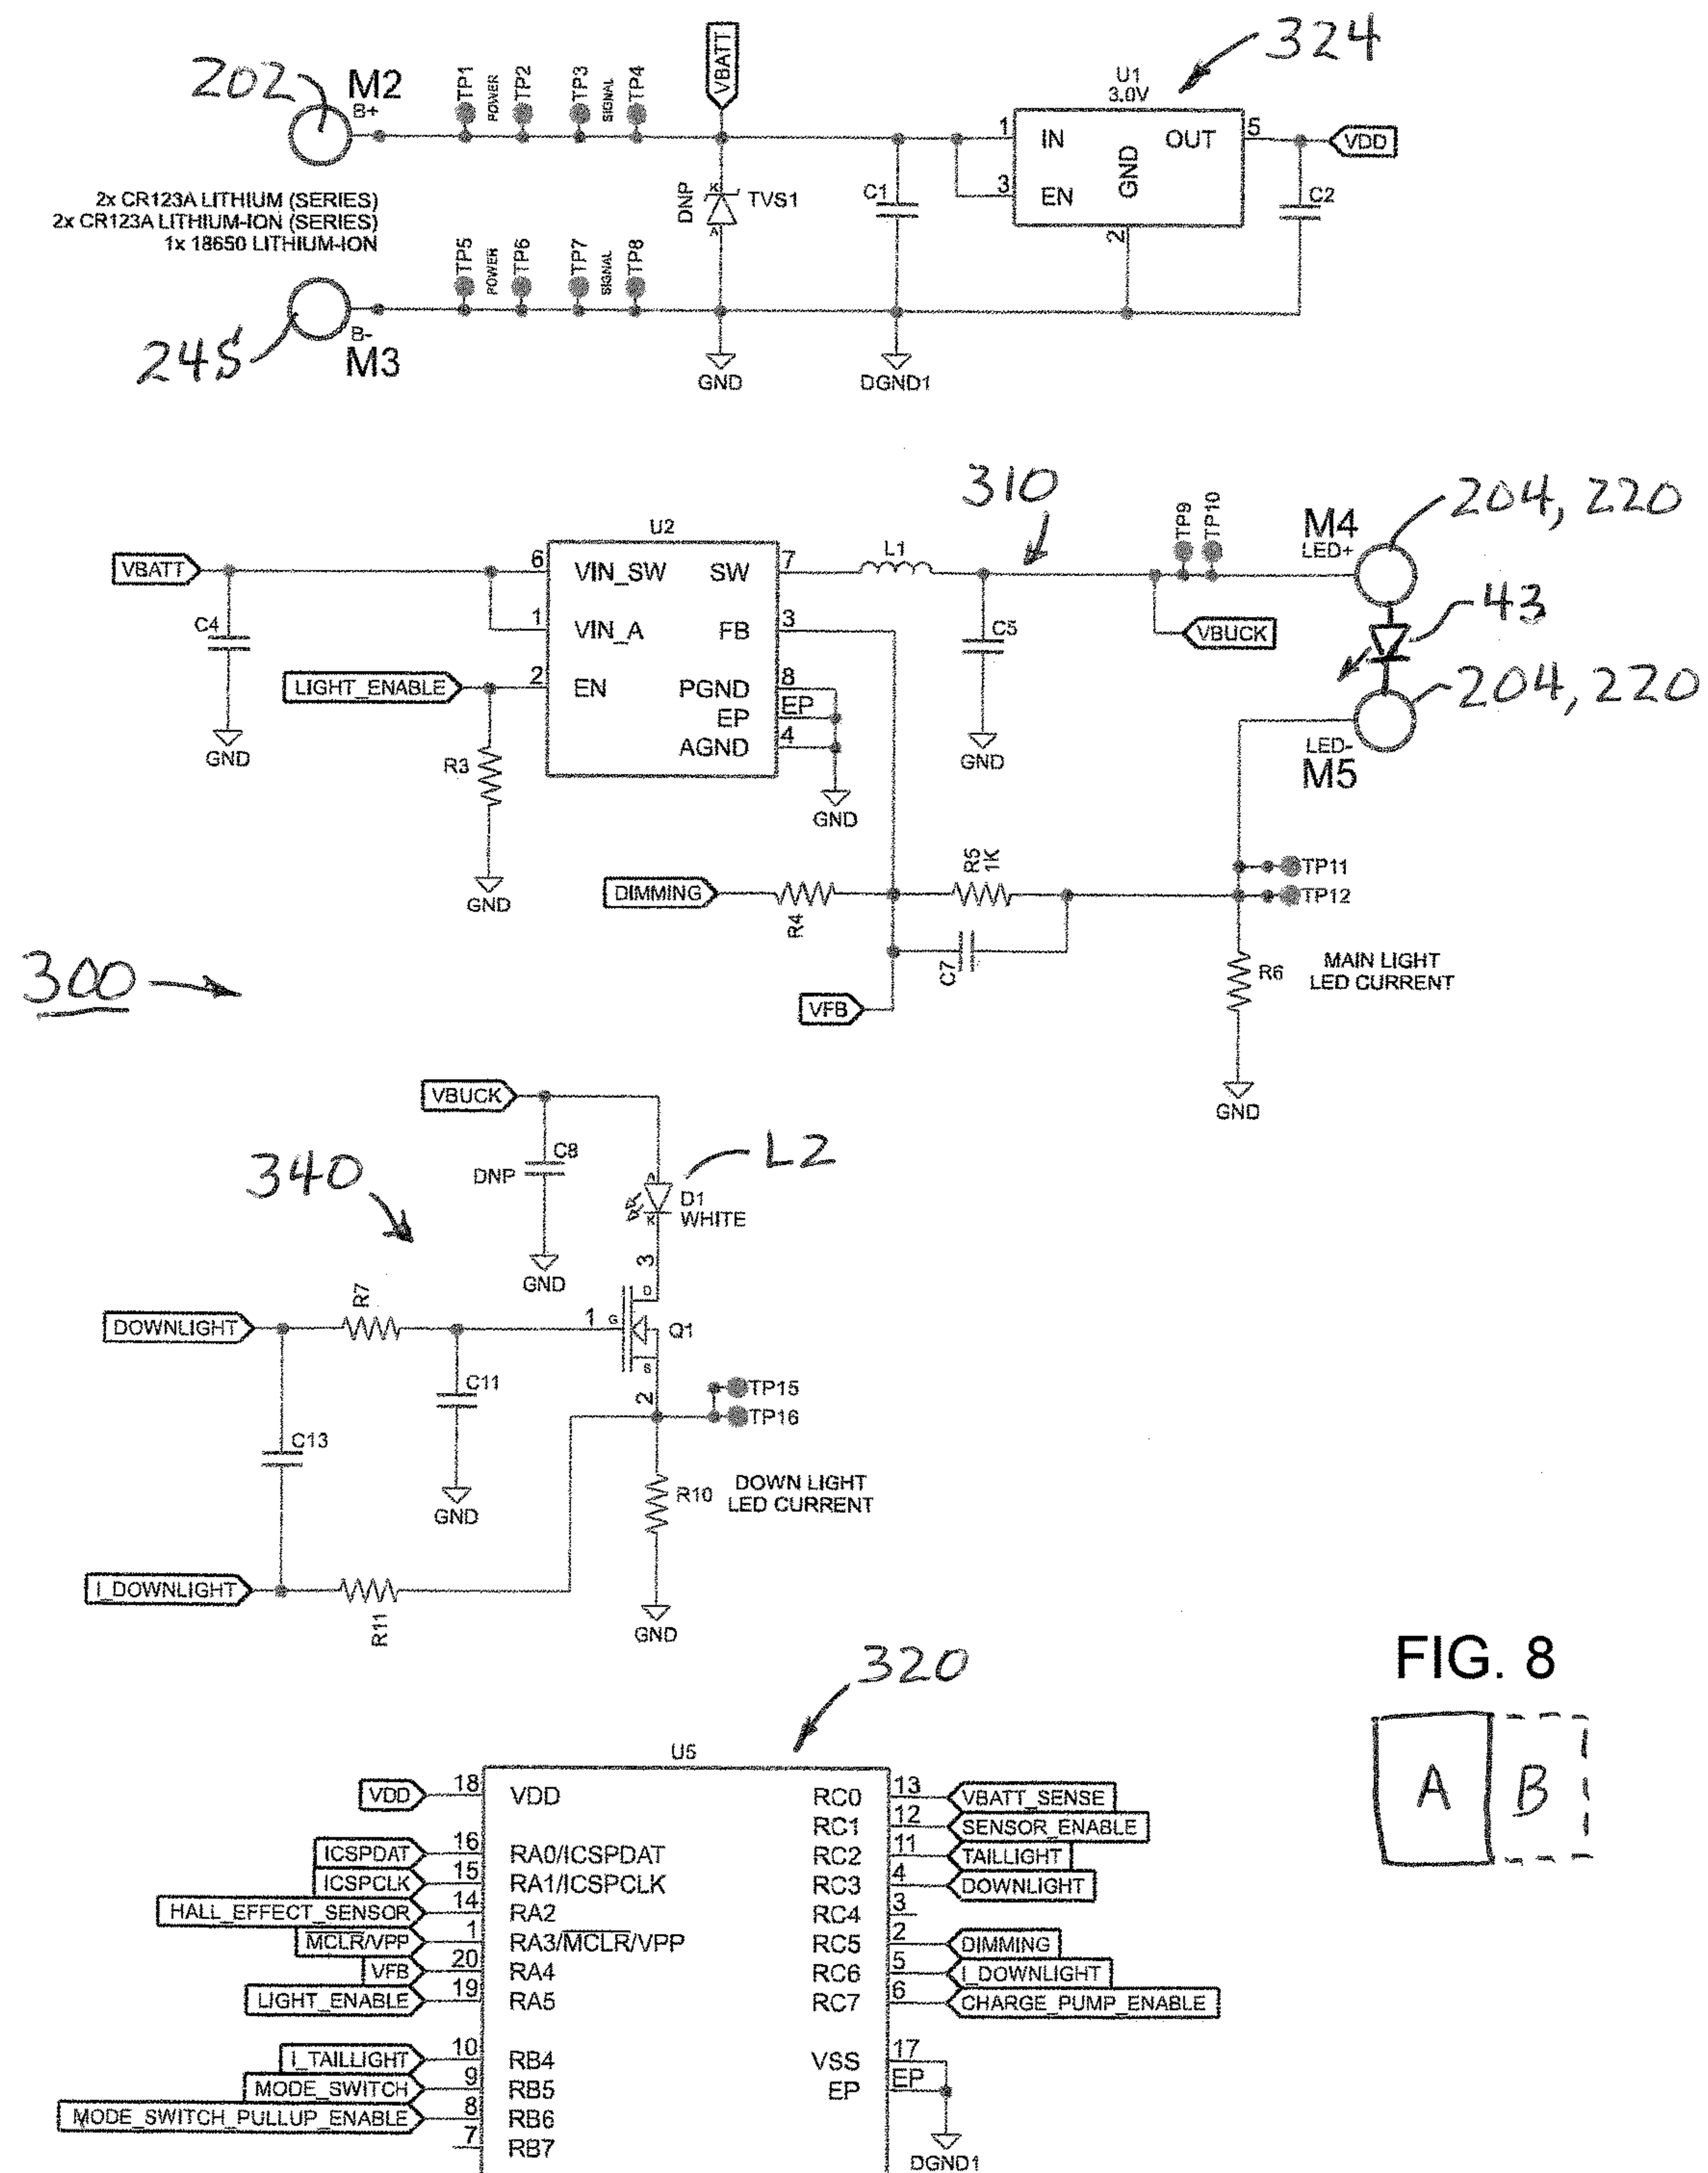 324
202
M2
B+
TP1
POWER
TP2
TP3
SIGNAL
TP4
VBATT
U1
3.0V
1
IN
OUT
5
VDD
3
EN
GND
2
C1
C2
DNP
K
A
TVS1
2x CR123A LITHIUM (SERIES)
2x CR123A LITHIUM-ION (SERIES)
1x 18650 LITHIUM-ION
TP5
POWER
TP6
TP7
SIGNAL
TP8
B-
M3
245
GND
DGND1
310
204, 220
M4
LED+
TP9
TP10
U2
VBATT
6
VIN_SW
SW
7
L1
C4
1
VIN_A
FB
3
C5
VBUCK
43
LIGHT_ENABLE
2
EN
PGND
8
EP
EP
AGND
4
204, 220
LED-
M5
GND
R3
GND
GND
GND
DIMMING
R4
R5
1K
C7
VFB
TP11
TP12
R6
MAIN LIGHT
LED CURRENT
GND
300
VBUCK
C8
DNP
L2
340
A
D1
WHITE
K
GND
3
D
R7
DOWNLIGHT
1
G
Q1
S
2
C11
TP15
TP16
C13
GND
R10
DOWN LIGHT
LED CURRENT
I_DOWNLIGHT
R11
GND
FIG. 8
A
B
320
U5
VDD
18
VDD
RC0
13
VBATT_SENSE
RC1
12
SENSOR_ENABLE
ICSPDAT
16
RA0/ICSPDAT
RC2
11
TAILLIGHT
ICSPCLK
15
RA1/ICSPCLK
RC3
4
DOWNLIGHT
HALL_EFFECT_SENSOR
14
RA2
RC4
3
MCLR/VPP
1
RA3/MCLR/VPP
RC5
2
DIMMING
VFB
20
RA4
RC6
5
I_DOWNLIGHT
LIGHT_ENABLE
19
RA5
RC7
6
CHARGE_PUMP_ENABLE
I_TAILLIGHT
10
RB4
VSS
17
MODE_SWITCH
9
RB5
EP
EP
MODE_SWITCH_PULLUP_ENABLE
8
RB6
7
RB7
DGND1